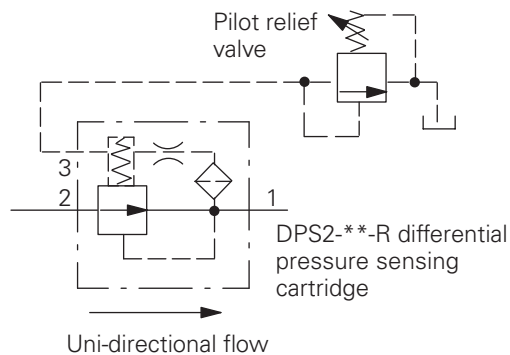 Pilot relief
valve
3
2
1
DPS2-**-R differential
pressure sensing
cartridge
Uni-directional flow